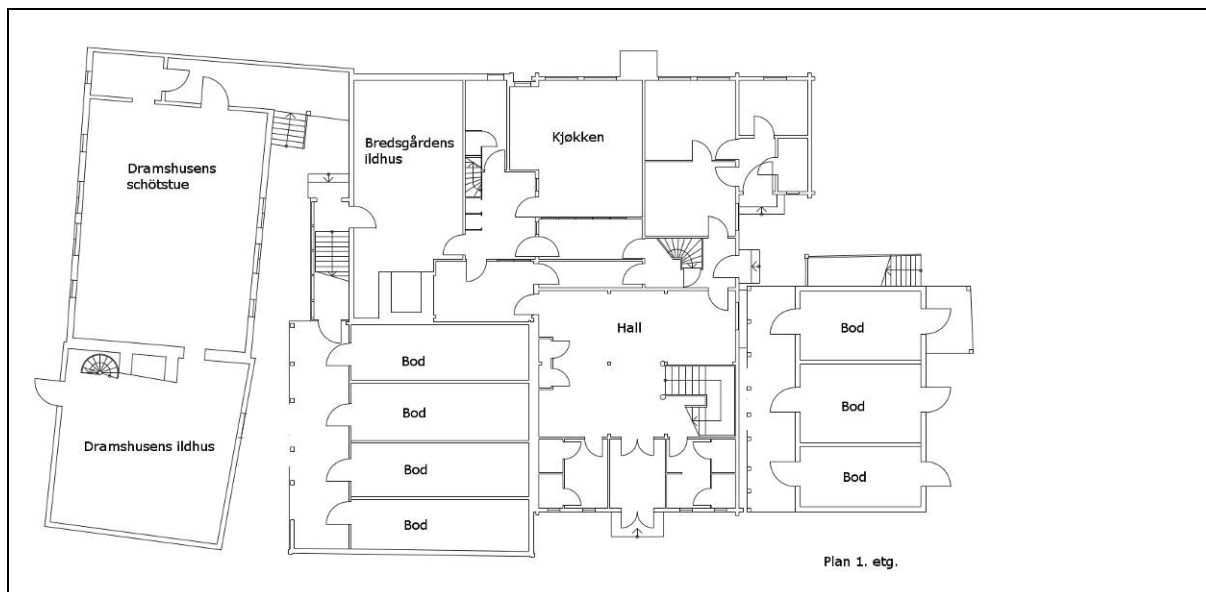 Dramshusens
schötstue
Bredsgårdens
ildhus
Kjøkken
Hall
Bod
Bod
Bod
Bod
Bod
Bod
Bod
Dramshusens ildhus
Plan 1. etg.